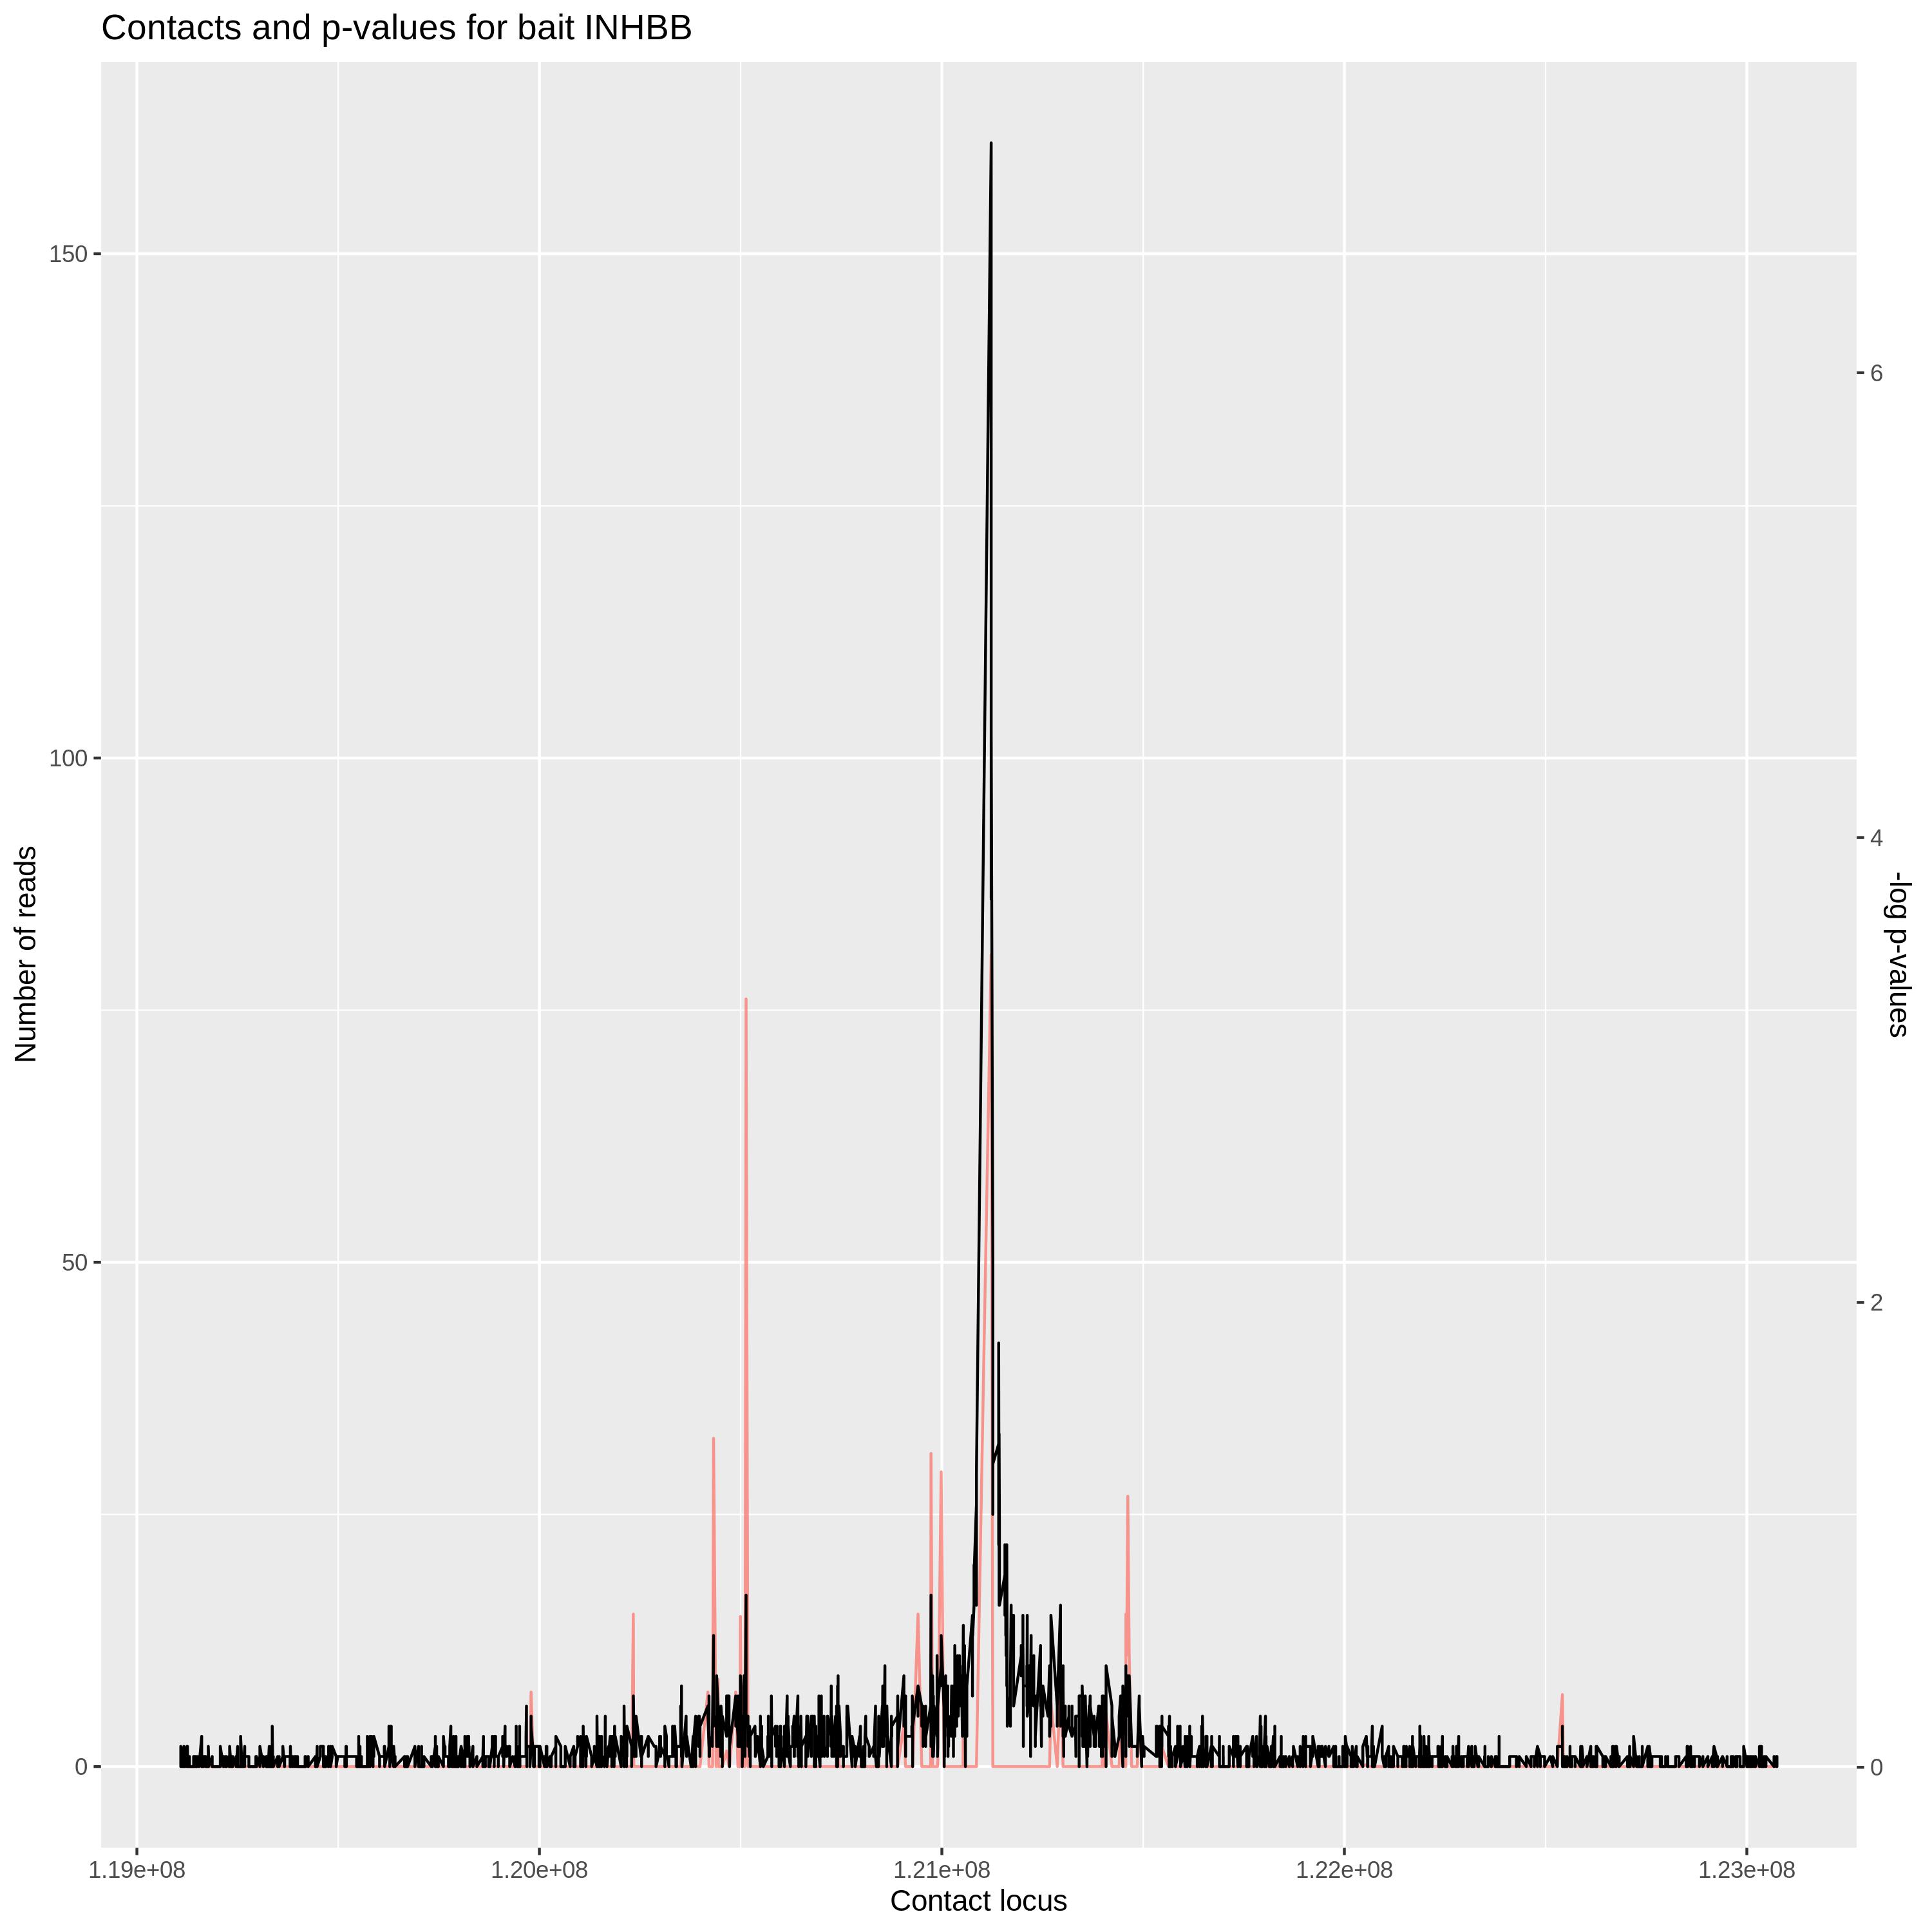 Contacts and p-values for bait INHBB
150
100
50
0
Number of reads
6
4
2
0
-log p-values
1.19e+08
1.20e+08
1.21e+08
1.22e+08
1.23e+08
Contact locus